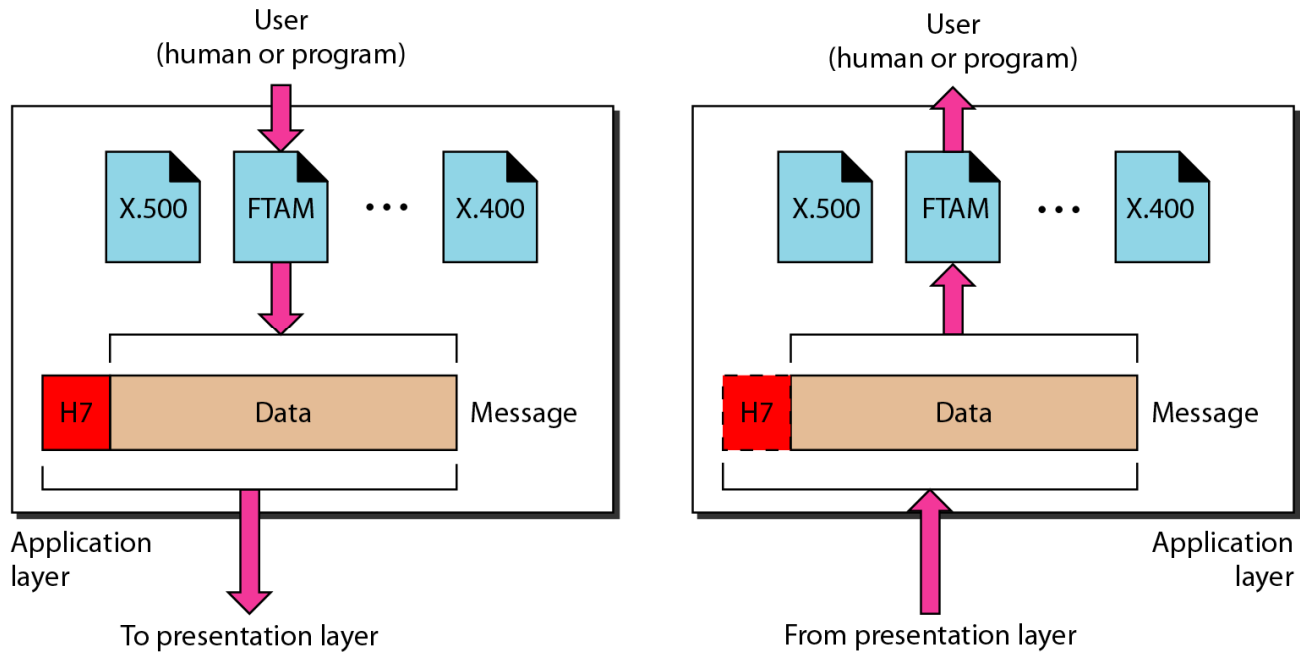 User
(human or program)
X.500
FTAM
...
X.400
H7
Data
Message
Application
layer
To presentation layer
User
(human or program)
X.500
FTAM
...
X.400
H7
Data
Message
Application
layer
From presentation layer